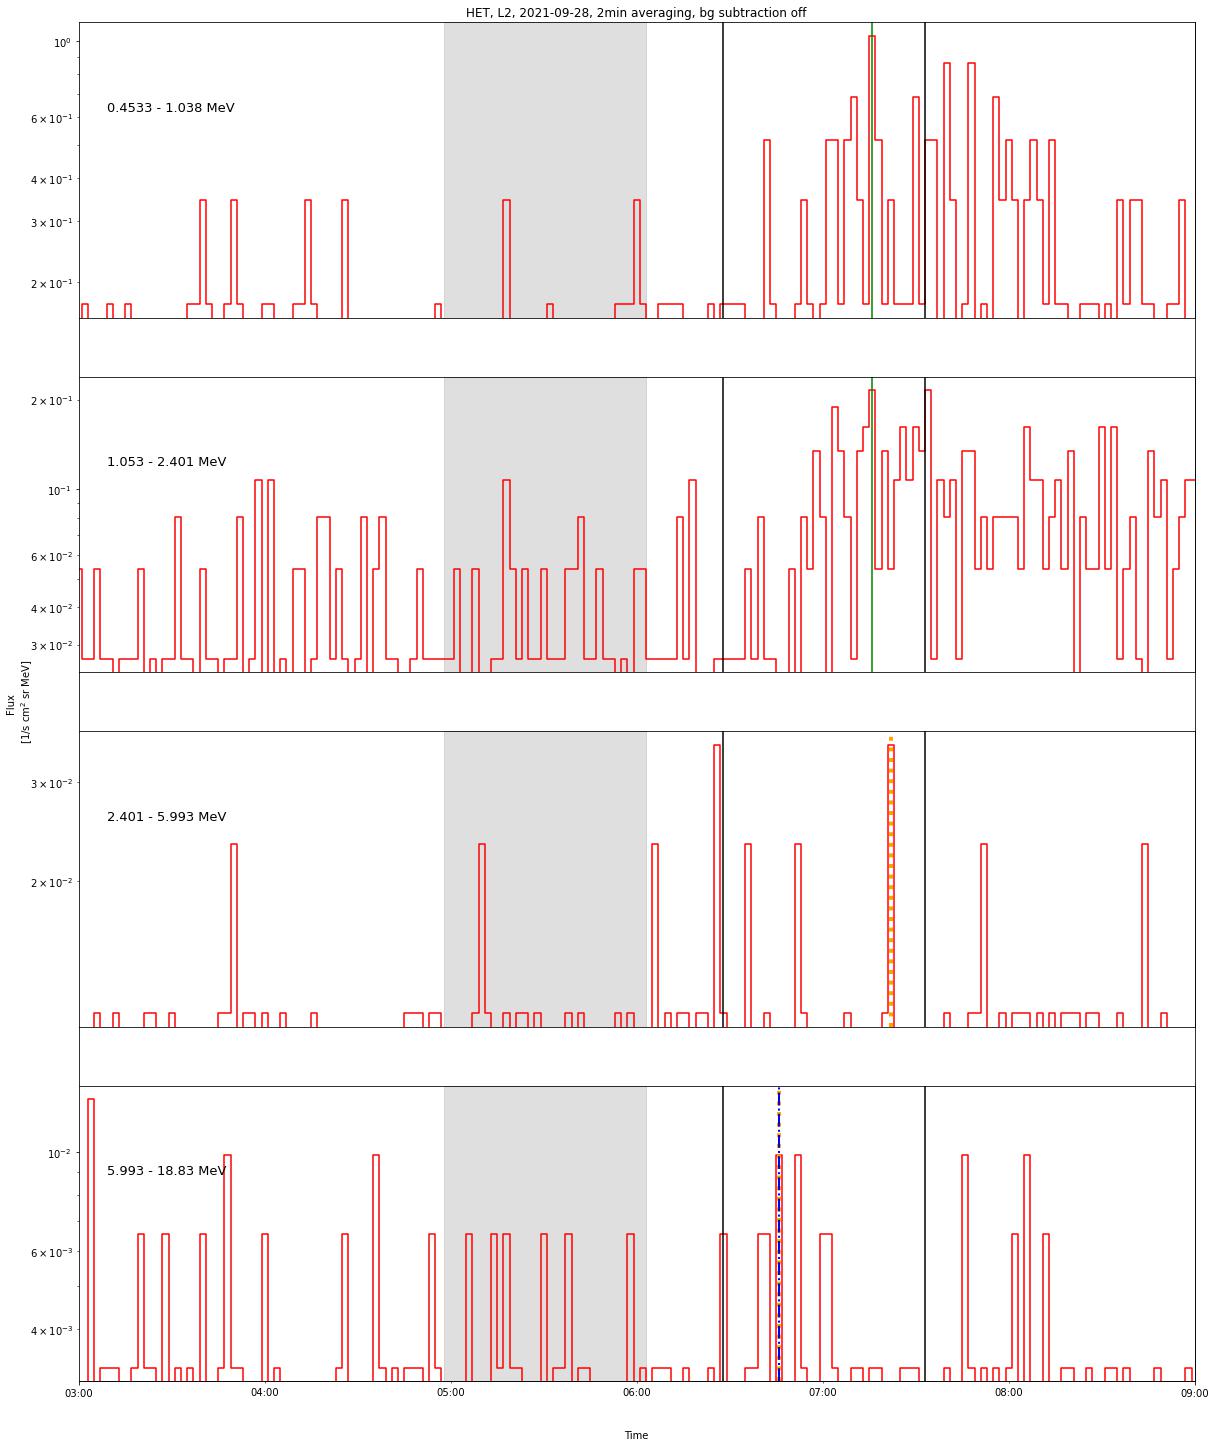 HET, L2, 2021-09-28, 2min averaging, bg subtraction off
10⁰
0.4533 - 1.038 MeV
6 × 10⁻¹
4 × 10⁻¹
3 × 10⁻¹
2 × 10⁻¹
2 × 10⁻¹
1.053 - 2.401 MeV
10⁻¹
6 × 10⁻²
4 × 10⁻²
3 × 10⁻²
Flux
[1/s cm² sr MeV]
3 × 10⁻²
2.401 - 5.993 MeV
2 × 10⁻²
10⁻²
5.993 - 18.83 MeV
6 × 10⁻³
4 × 10⁻³
03:00 04:00 05:00 06:00 07:00 08:00 09:00
Time